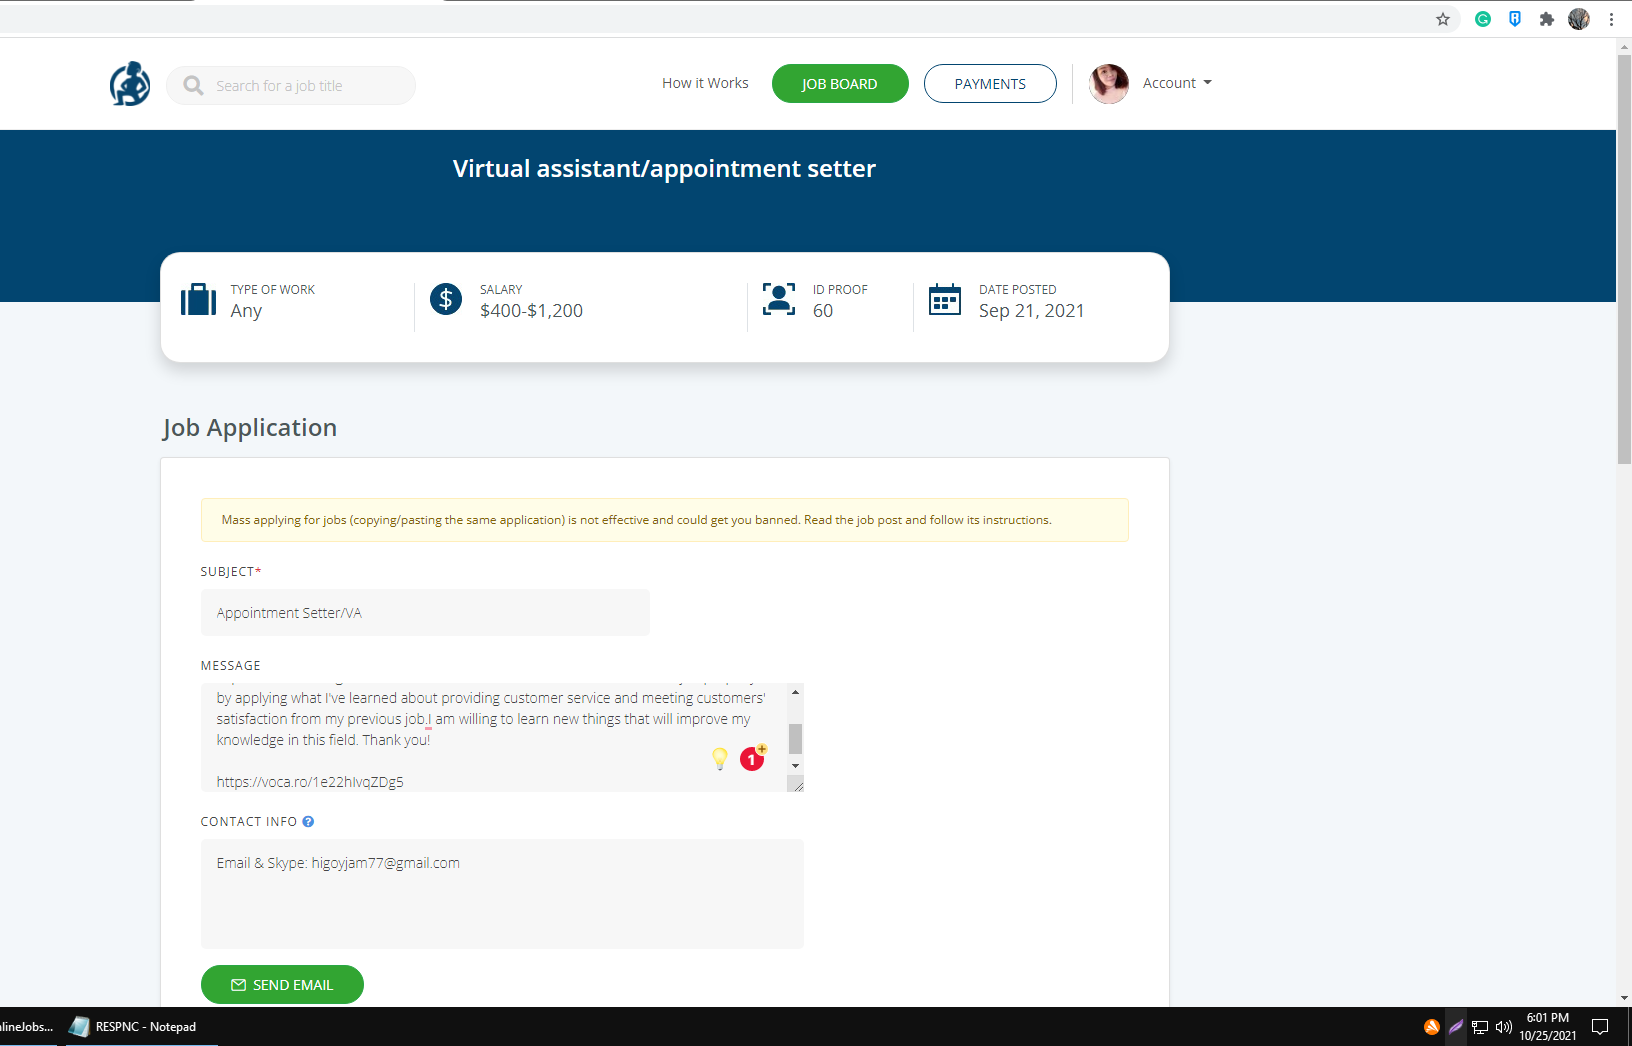 Search for a job title
How it Works
JOB BOARD
PAYMENTS
Account
Virtual assistant/appointment setter
TYPE OF WORK
Any
SALARY
$400-$1,200
ID PROOF
60
DATE POSTED
Sep 21, 2021
Job Application
Mass applying for jobs (copying/pasting the same application) is not effective and could get you banned. Read the job post and follow its instructions.
SUBJECT*
Appointment Setter/VA
MESSAGE
by applying what I've learned about providing customer service and meeting customers'
satisfaction from my previous job.I am willing to learn new things that will improve my
knowledge in this field. Thank you!
1
https://voca.ro/1e22hIvqZDg5
CONTACT INFO
Email & Skype: higoyjam77@gmail.com
SEND EMAIL
lineJobs...
RESPNC - Notepad
6:01 PM
10/25/2021